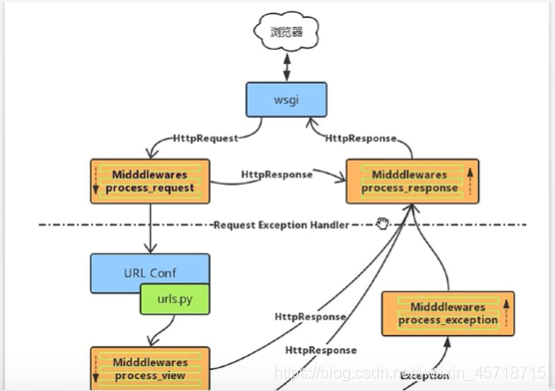 浏览器
wsgi
HttpRequest
HttpResponse
Midddlewares
process_request
HttpResponse
Midddlewares
process_response
Request Exception Handler
URL Conf
urls.py
HttpResponse
Midddlewares
process_exception
HttpResponse
Midddlewares
process_view
Exception
https://blog.csdn.net/weixin_45718715